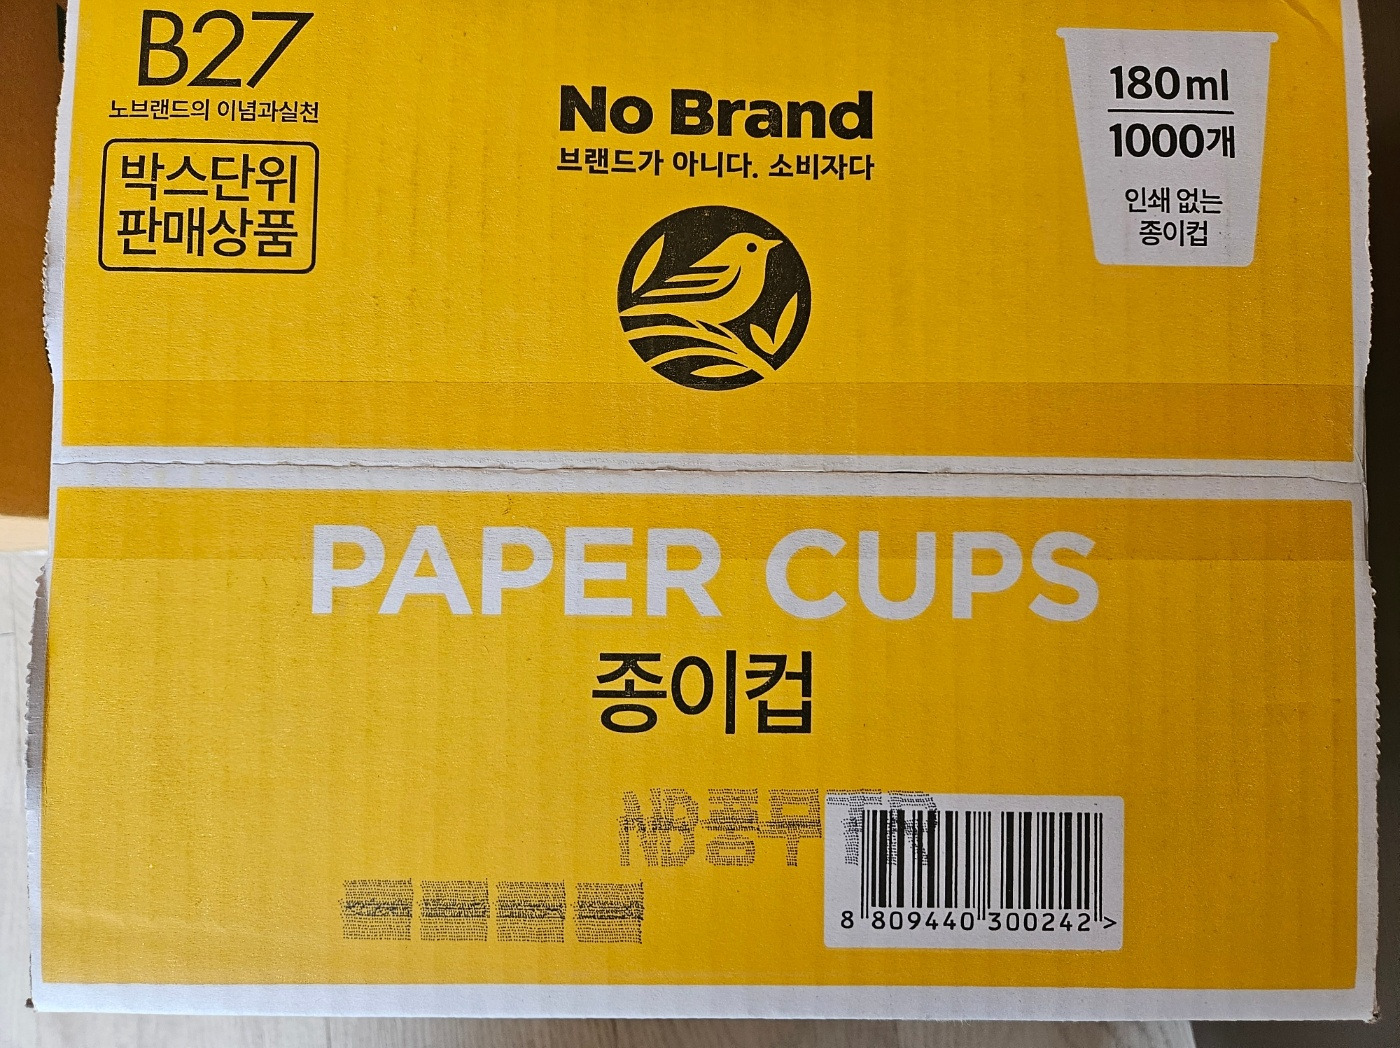 B27
노브랜드의 이념과실천
박스단위
판매상품
No Brand
브랜드가 아니다. 소비자다
180ml
1000개
인쇄 없는
종이컵
PAPER CUPS
종이컵
8 809440 300242 >